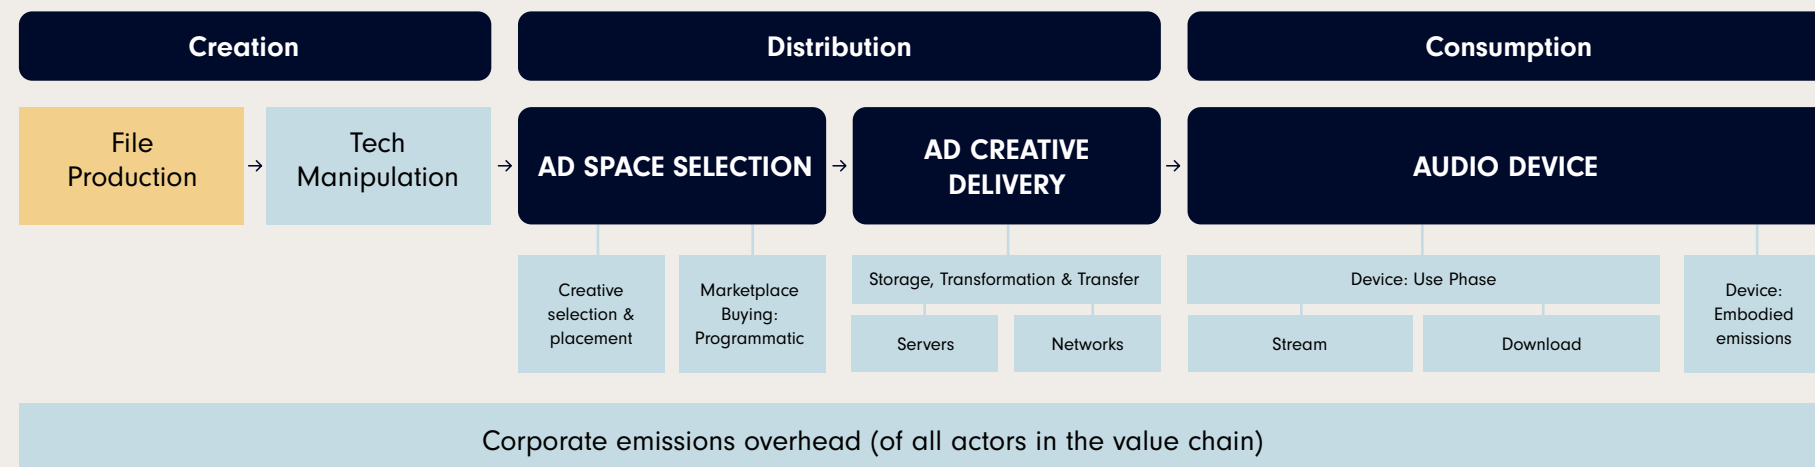 Creation
Distribution
Consumption
File
Production
Tech
Manipulation
AD SPACE SELECTION
AD CREATIVE
DELIVERY
AUDIO DEVICE
Creative
selection &
placement
Marketplace
Buying:
Programmatic
Storage, Transformation & Transfer
Servers
Networks
Device: Use Phase
Stream
Download
Device:
Embodied
emissions
Corporate emissions overhead (of all actors in the value chain)